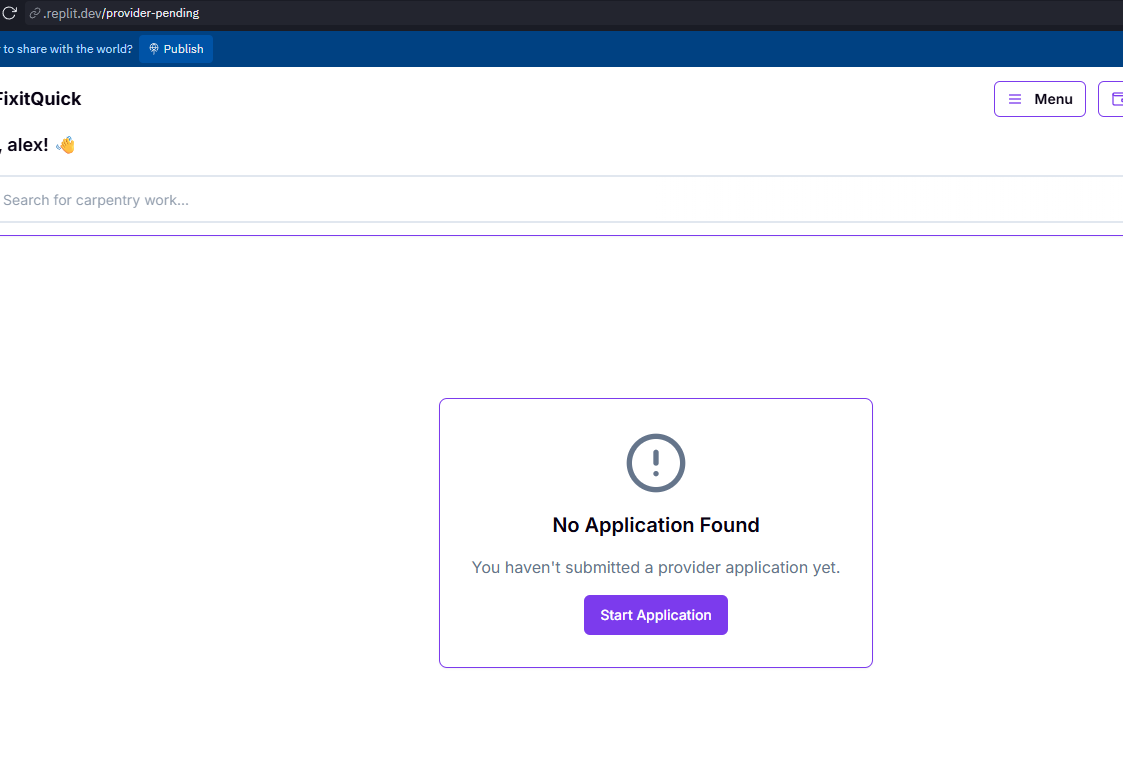 .replit.dev/provider-pending
to share with the world? Publish
FixitQuick
Menu
, alex! 👋
Search for carpentry work...
No Application Found
You haven't submitted a provider application yet.
Start Application